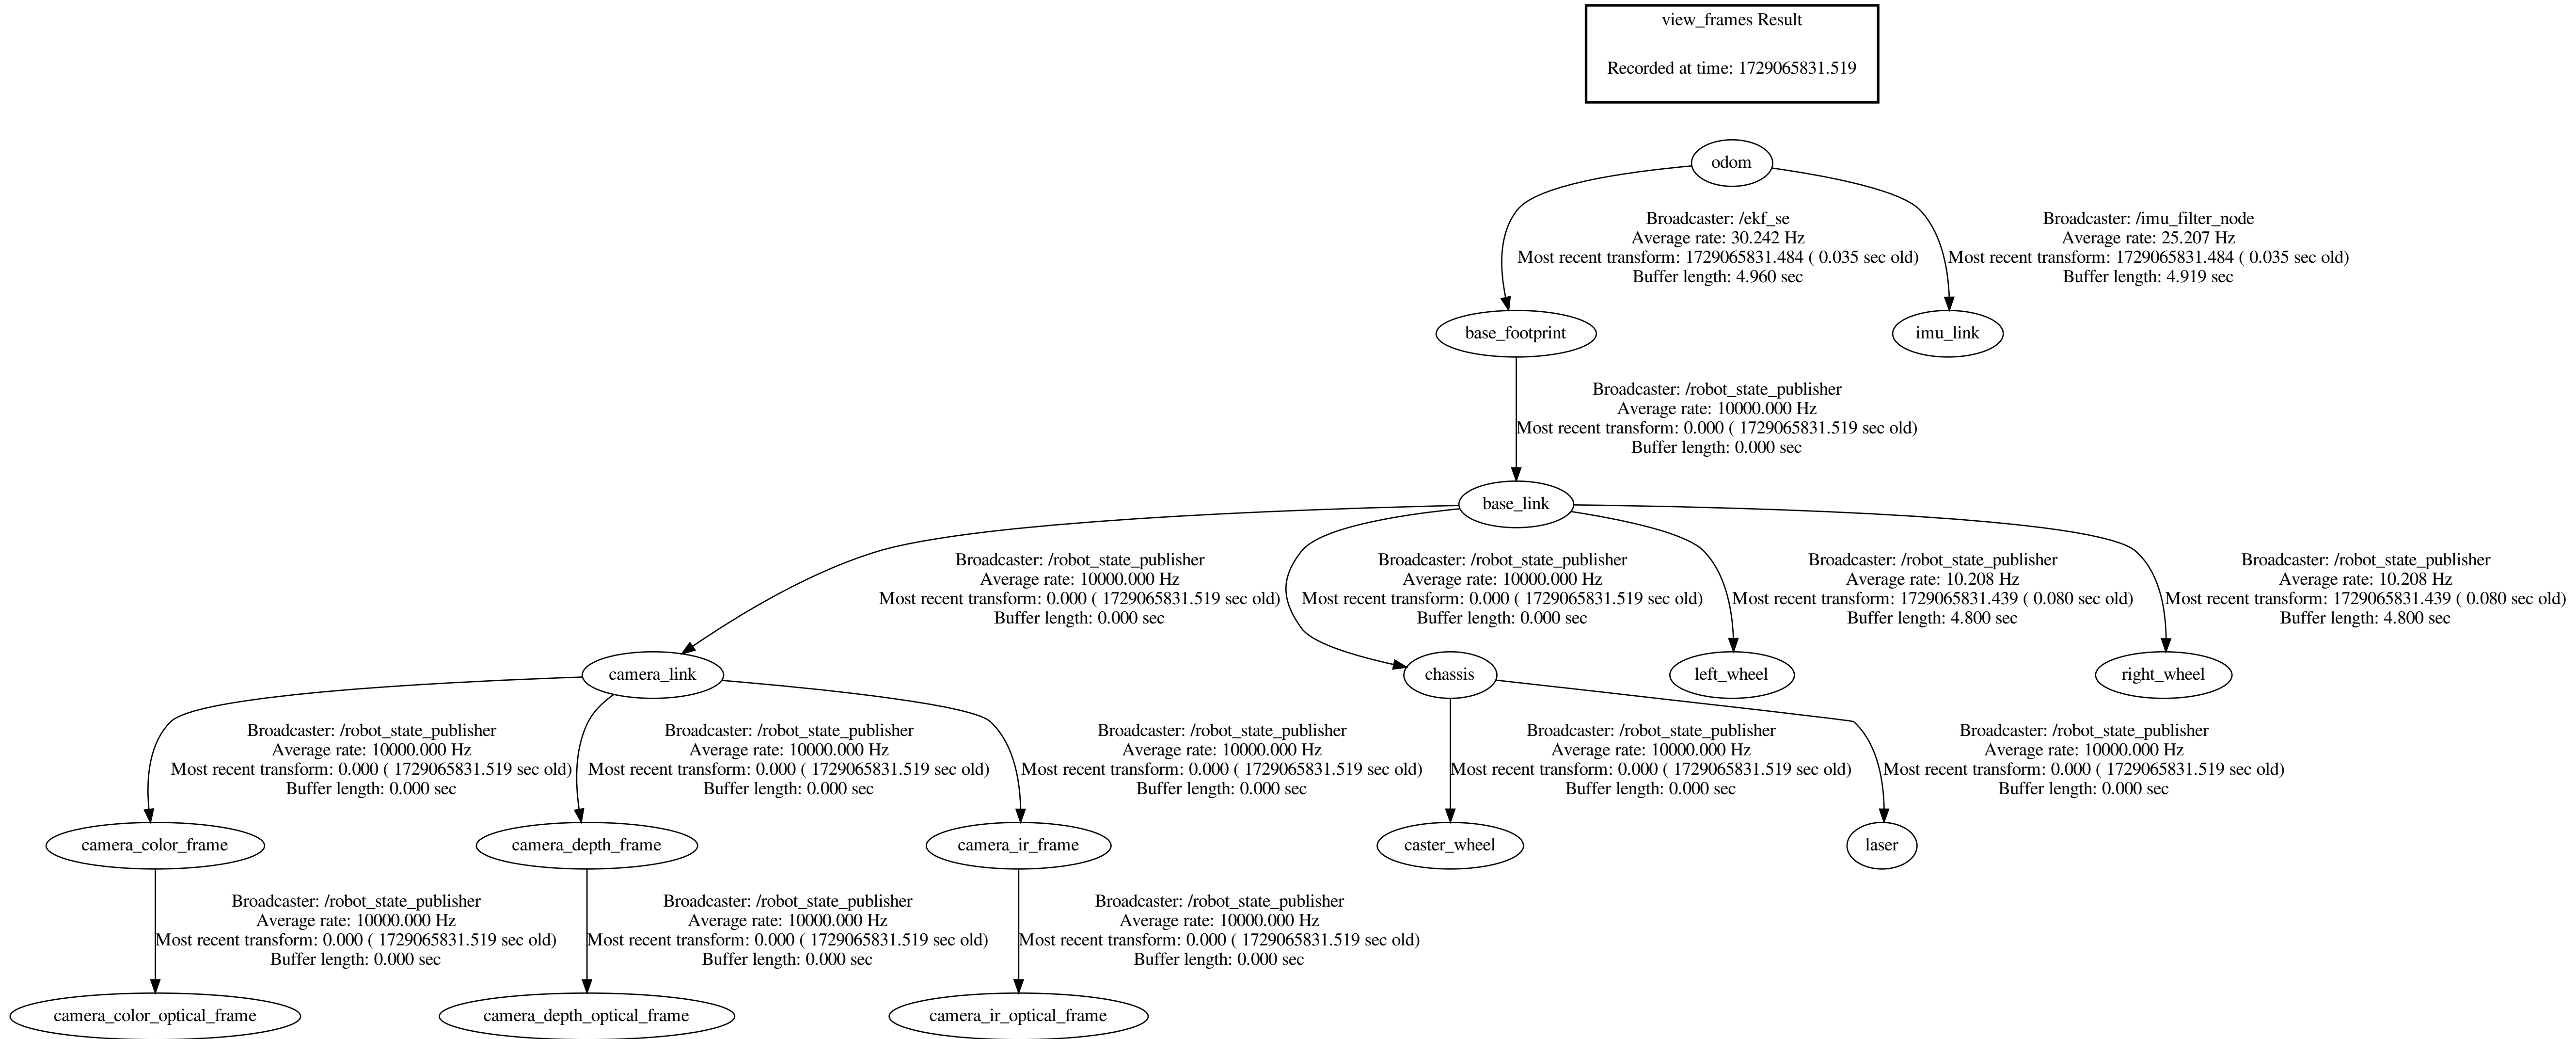 view_frames Result
Recorded at time: 1729065831.519
odom
Broadcaster: /ekf_se
Average rate: 30.242 Hz
Most recent transform: 1729065831.484 ( 0.035 sec old)
Buffer length: 4.960 sec
Broadcaster: /imu_filter_node
Average rate: 25.207 Hz
Most recent transform: 1729065831.484 ( 0.035 sec old)
Buffer length: 4.919 sec
base_footprint
imu_link
Broadcaster: /robot_state_publisher
Average rate: 10000.000 Hz
Most recent transform: 0.000 ( 1729065831.519 sec old)
Buffer length: 0.000 sec
base_link
Broadcaster: /robot_state_publisher
Average rate: 10000.000 Hz
Most recent transform: 0.000 ( 1729065831.519 sec old)
Buffer length: 0.000 sec
Broadcaster: /robot_state_publisher
Average rate: 10000.000 Hz
Most recent transform: 0.000 ( 1729065831.519 sec old)
Buffer length: 0.000 sec
Broadcaster: /robot_state_publisher
Average rate: 10.208 Hz
Most recent transform: 1729065831.439 ( 0.080 sec old)
Buffer length: 4.800 sec
Broadcaster: /robot_state_publisher
Average rate: 10.208 Hz
Most recent transform: 1729065831.439 ( 0.080 sec old)
Buffer length: 4.800 sec
camera_link
chassis
left_wheel
right_wheel
Broadcaster: /robot_state_publisher
Average rate: 10000.000 Hz
Most recent transform: 0.000 ( 1729065831.519 sec old)
Buffer length: 0.000 sec
Broadcaster: /robot_state_publisher
Average rate: 10000.000 Hz
Most recent transform: 0.000 ( 1729065831.519 sec old)
Buffer length: 0.000 sec
Broadcaster: /robot_state_publisher
Average rate: 10000.000 Hz
Most recent transform: 0.000 ( 1729065831.519 sec old)
Buffer length: 0.000 sec
Broadcaster: /robot_state_publisher
Average rate: 10000.000 Hz
Most recent transform: 0.000 ( 1729065831.519 sec old)
Buffer length: 0.000 sec
Broadcaster: /robot_state_publisher
Average rate: 10000.000 Hz
Most recent transform: 0.000 ( 1729065831.519 sec old)
Buffer length: 0.000 sec
camera_color_frame
camera_depth_frame
camera_ir_frame
caster_wheel
laser
Broadcaster: /robot_state_publisher
Average rate: 10000.000 Hz
Most recent transform: 0.000 ( 1729065831.519 sec old)
Buffer length: 0.000 sec
Broadcaster: /robot_state_publisher
Average rate: 10000.000 Hz
Most recent transform: 0.000 ( 1729065831.519 sec old)
Buffer length: 0.000 sec
Broadcaster: /robot_state_publisher
Average rate: 10000.000 Hz
Most recent transform: 0.000 ( 1729065831.519 sec old)
Buffer length: 0.000 sec
camera_color_optical_frame
camera_depth_optical_frame
camera_ir_optical_frame